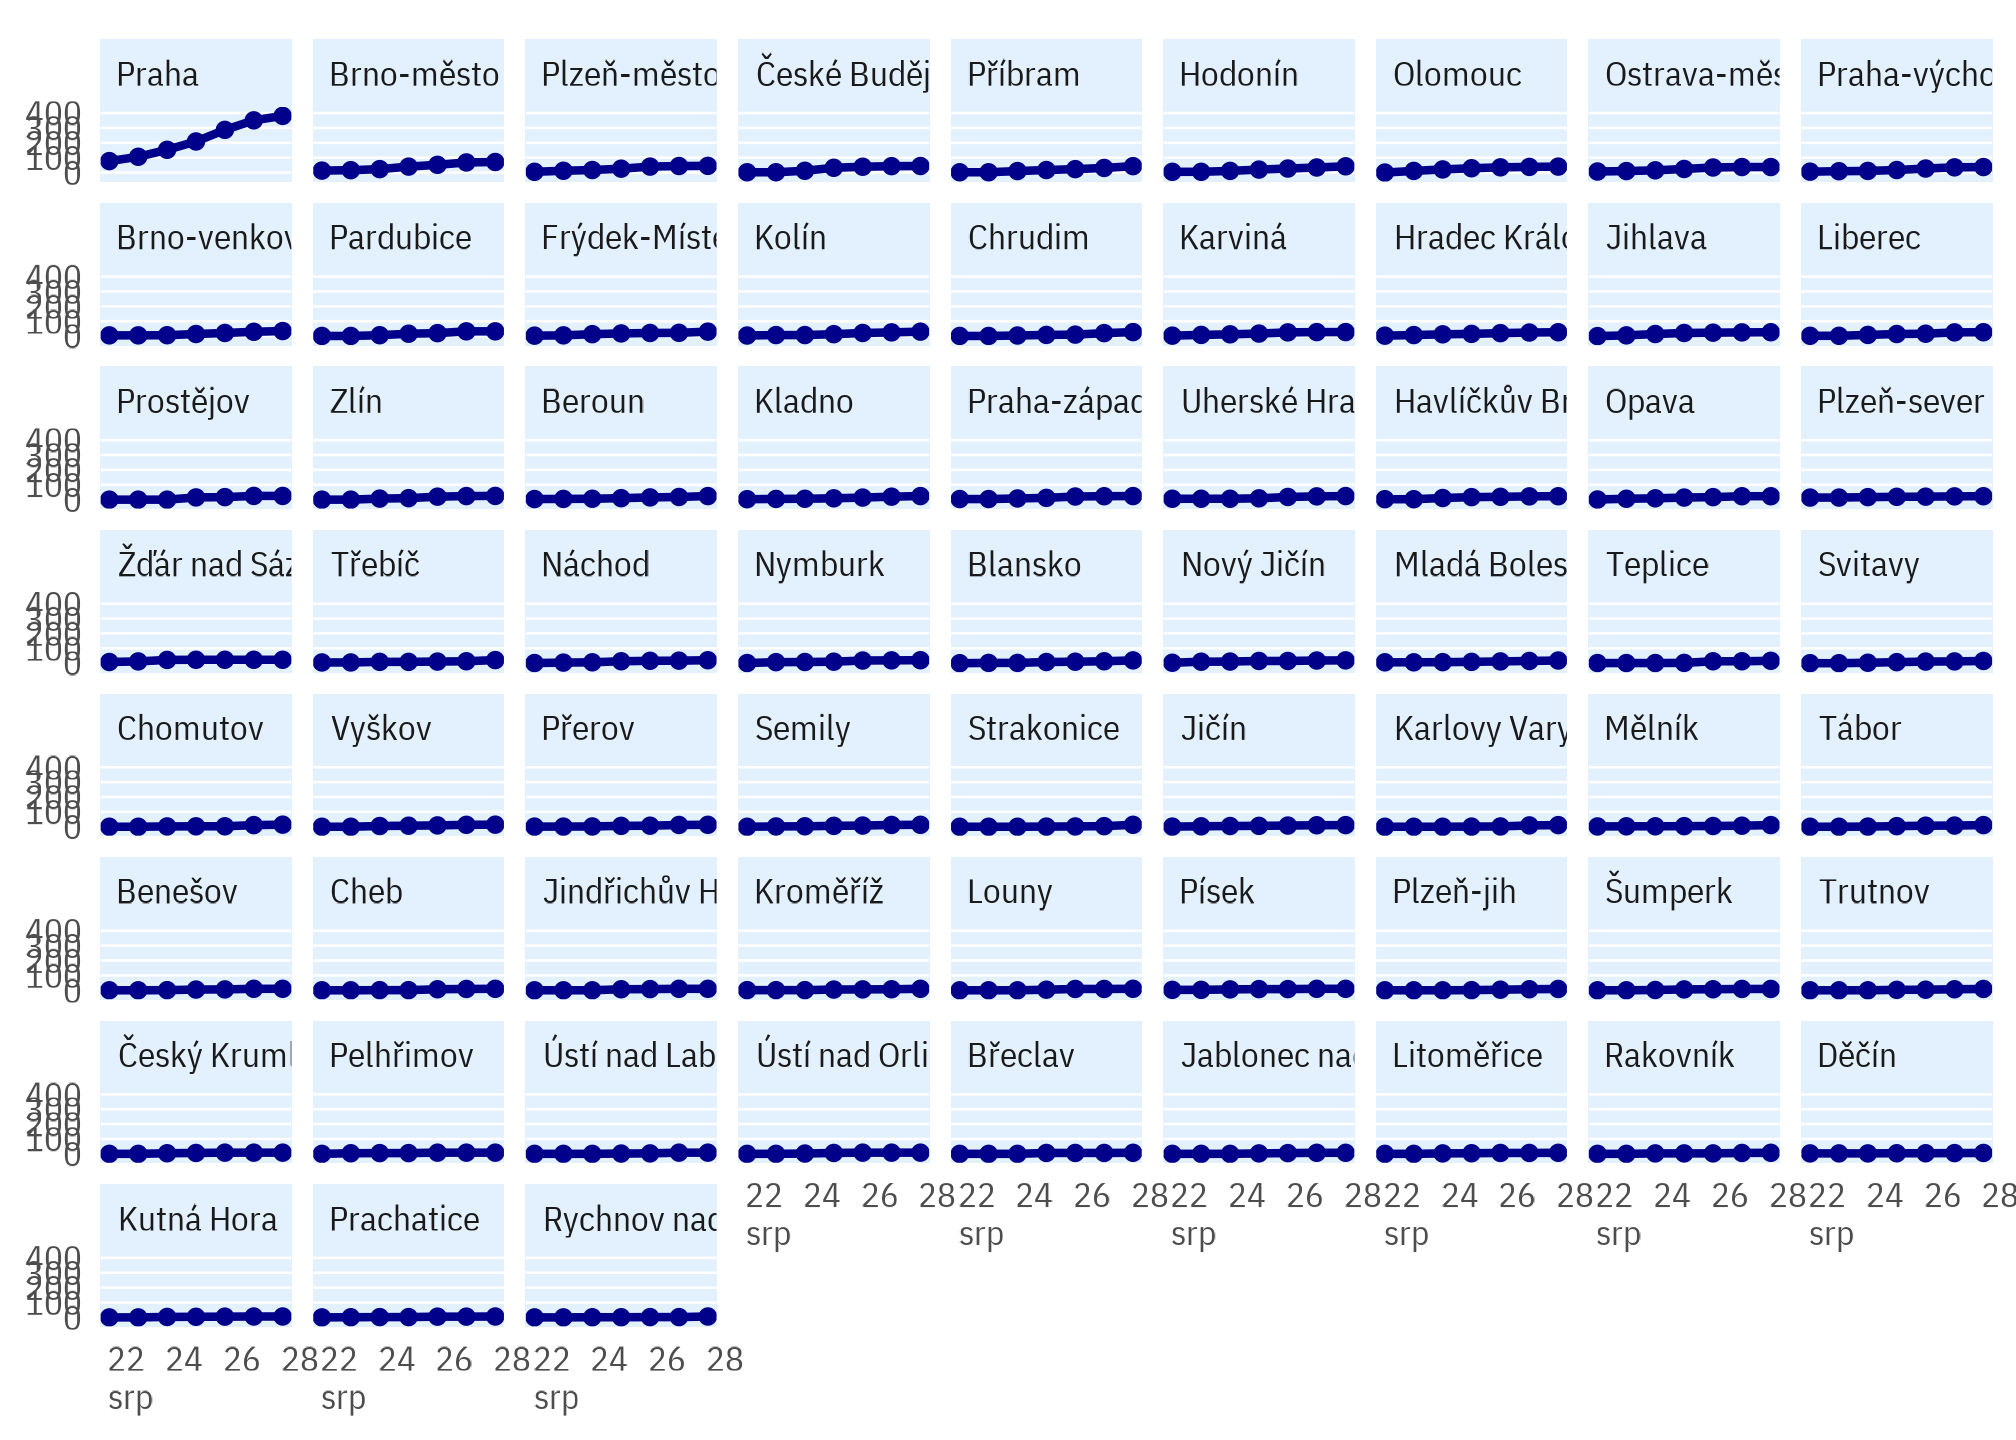 Praha
Brno-město
Plzeň-město
České Buděj
Příbram
Hodonín
Olomouc
Ostrava-měs
Praha-výcho
400
300
200
100
0
Brno-venkov
Pardubice
Frýdek-Míste
Kolín
Chrudim
Karviná
Hradec Králo
Jihlava
Liberec
400
300
200
100
0
Prostějov
Zlín
Beroun
Kladno
Praha-západ
Uherské Hra
Havlíčkův Br
Opava
Plzeň-sever
400
300
200
100
0
Žďár nad Sáz
Třebíč
Náchod
Nymburk
Blansko
Nový Jičín
Mladá Boles
Teplice
Svitavy
400
300
200
100
0
Chomutov
Vyškov
Přerov
Semily
Strakonice
Jičín
Karlovy Vary
Mělník
Tábor
400
300
200
100
0
Benešov
Cheb
Jindřichův H
Kroměříž
Louny
Písek
Plzeň-jih
Šumperk
Trutnov
400
300
200
100
0
Český Kruml
Pelhřimov
Ústí nad Lab
Ústí nad Orli
Břeclav
Jablonec nad
Litoměřice
Rakovník
Děčín
400
300
200
100
0
22 24 26 28
srp
22 24 26 28
srp
22 24 26 28
srp
22 24 26 28
srp
22 24 26 28
srp
22 24 26 28
srp
Kutná Hora
Prachatice
Rychnov nad
400
300
200
100
0
22 24 26 28
srp
22 24 26 28
srp
22 24 26 28
srp